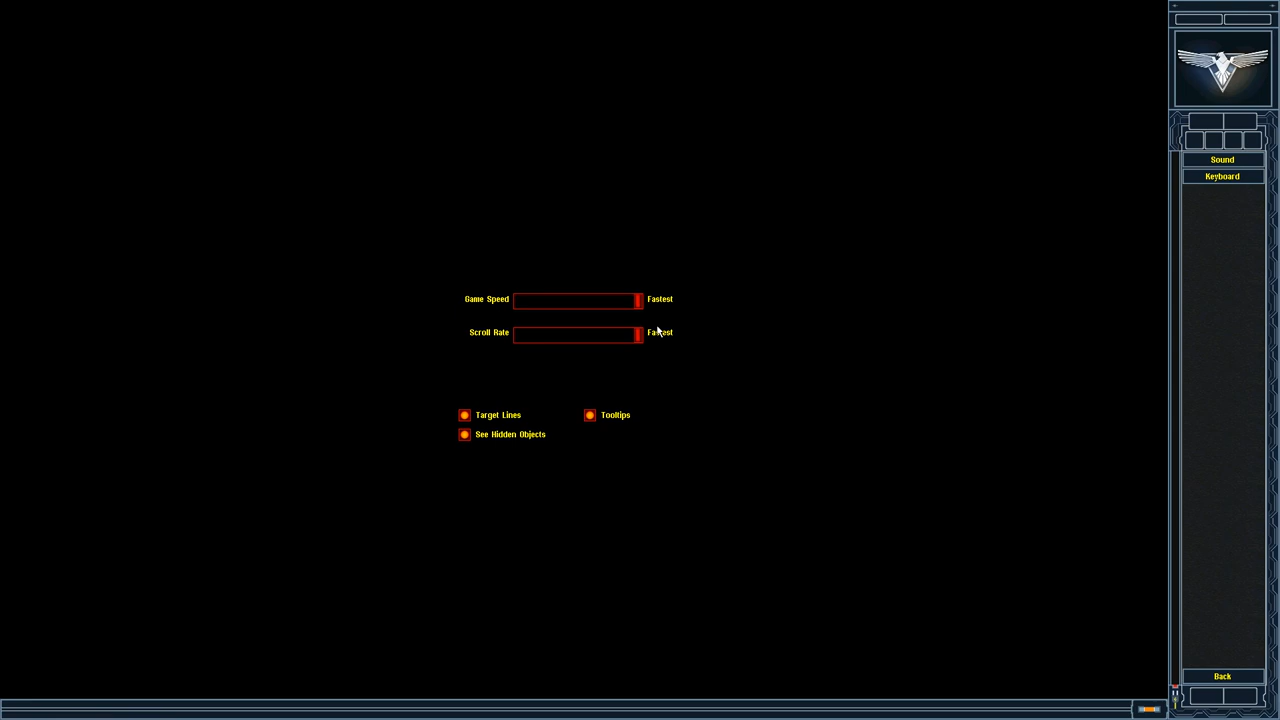 Sound
Keyboard
Game Speed Fastest
Scroll Rate Fastest
Target Lines Tooltips
See Hidden Objects
Back